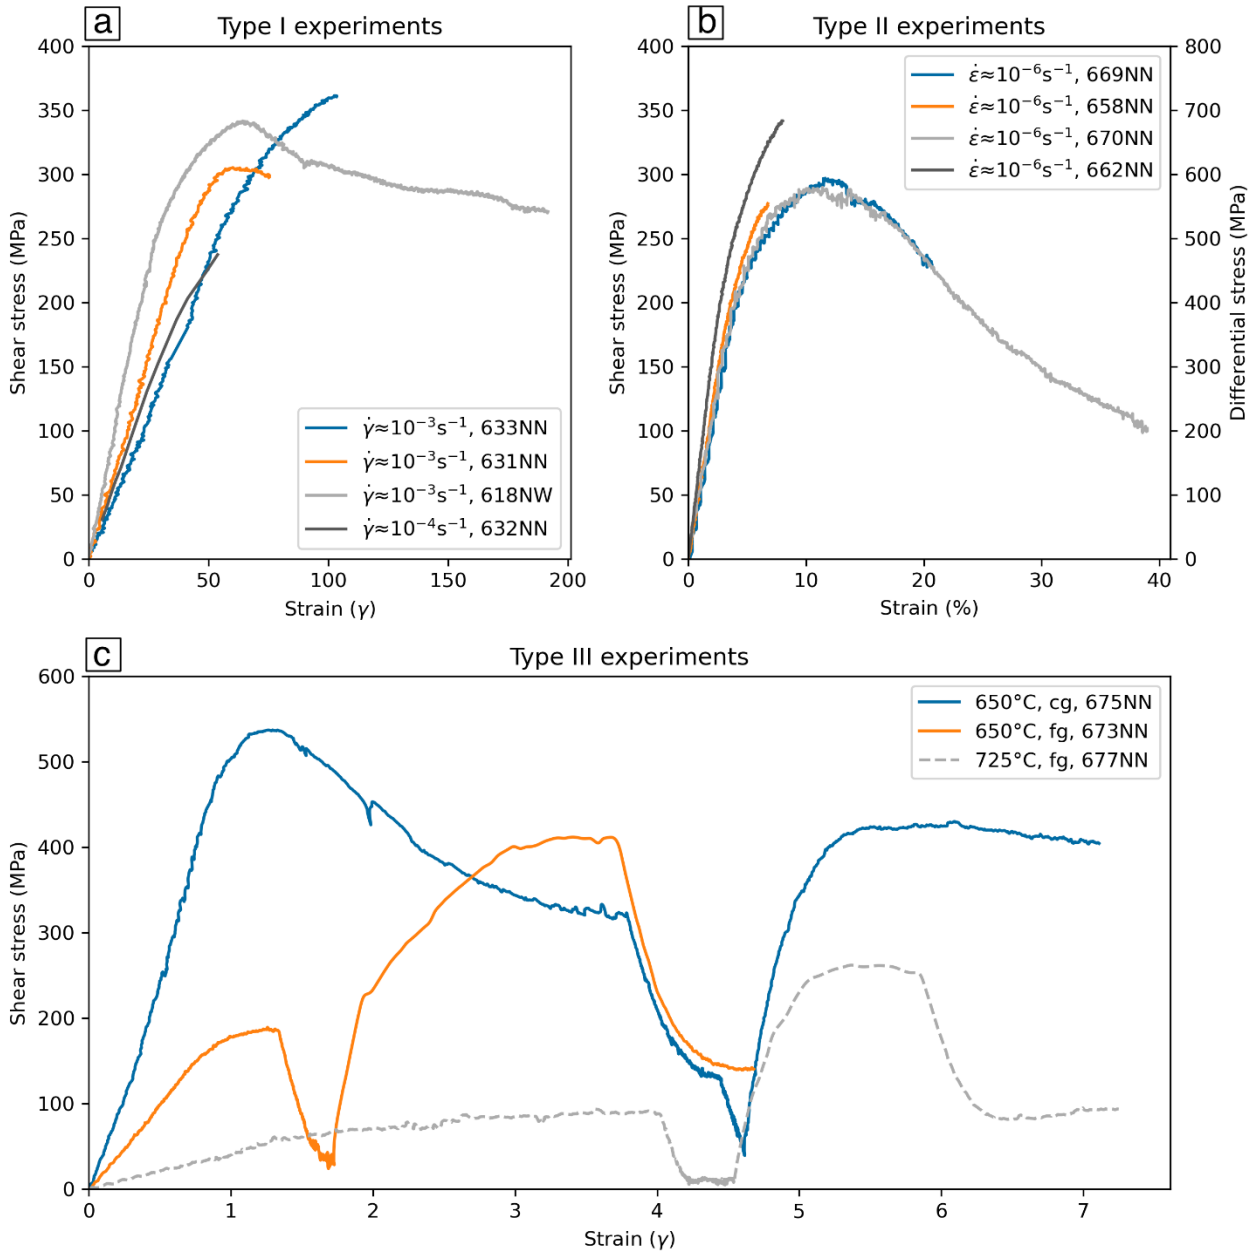 a
Type I experiments
400
350
300
250
200
150
100
50
0
Shear stress (MPa)
0
50
100
150
200
Strain (γ)
γ̇≈10⁻³s⁻¹, 633NN
γ̇≈10⁻³s⁻¹, 631NN
γ̇≈10⁻³s⁻¹, 618NW
γ̇≈10⁻⁴s⁻¹, 632NN
b
Type II experiments
400
350
300
250
200
150
100
50
0
Shear stress (MPa)
0
10
20
30
40
Strain (%)
ε̇≈10⁻⁶s⁻¹, 669NN
ε̇≈10⁻⁶s⁻¹, 658NN
ε̇≈10⁻⁶s⁻¹, 670NN
ε̇≈10⁻⁶s⁻¹, 662NN
800
700
600
500
400
300
200
100
0
Differential stress (MPa)
c
Type III experiments
600
500
400
300
200
100
0
Shear stress (MPa)
0
1
2
3
4
5
6
7
Strain (γ)
650°C, cg, 675NN
650°C, fg, 673NN
725°C, fg, 677NN